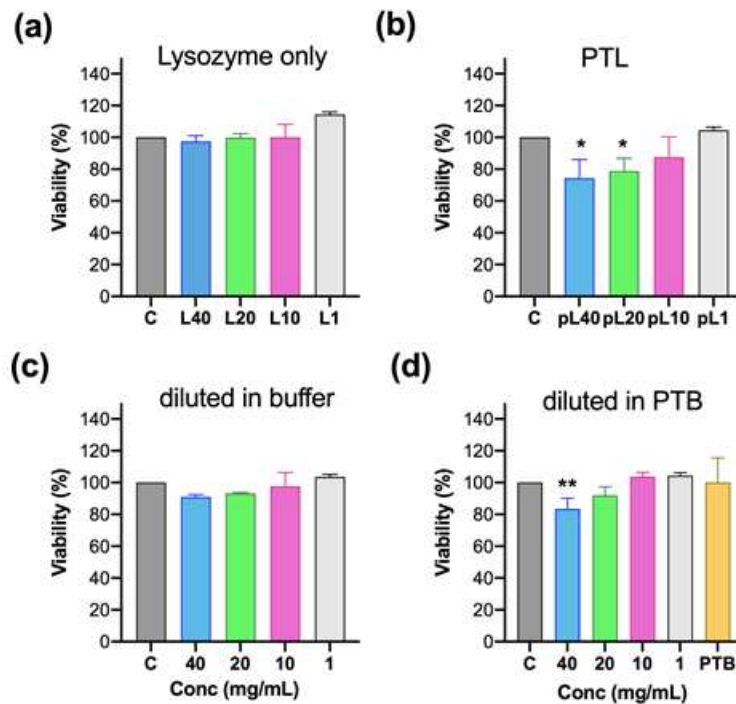 (a)
Lysozyme only
Viability (%)
140
120
100
80
60
40
20
0
C L40 L20 L10 L1
(b)
PTL
Viability (%)
140
120
100
80
60
40
20
0
* *
C pL40 pL20 pL10 pL1
(c)
diluted in buffer
Viability (%)
140
120
100
80
60
40
20
0
C 40 20 10 1
Conc (mg/mL)
(d)
diluted in PTB
Viability (%)
140
120
100
80
60
40
20
0
**
C 40 20 10 1 PTB
Conc (mg/mL)